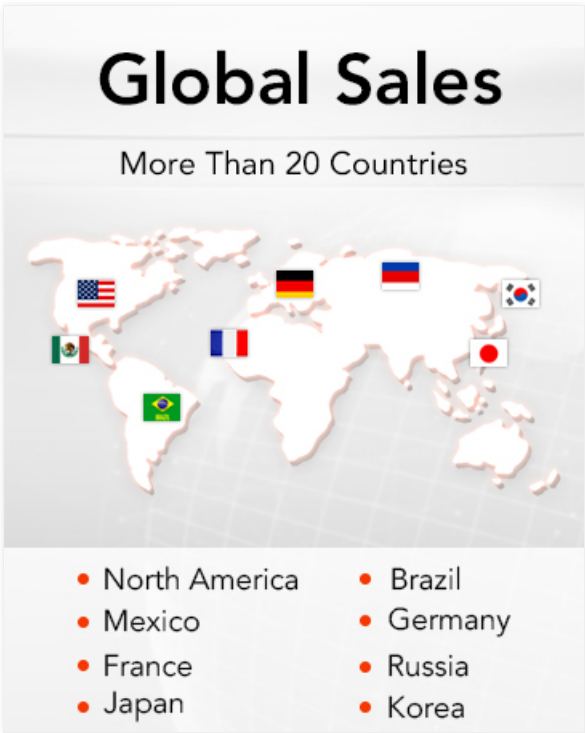 Global Sales
More Than 20 Countries
North America
Mexico
France
Japan
Brazil
Germany
Russia
Korea